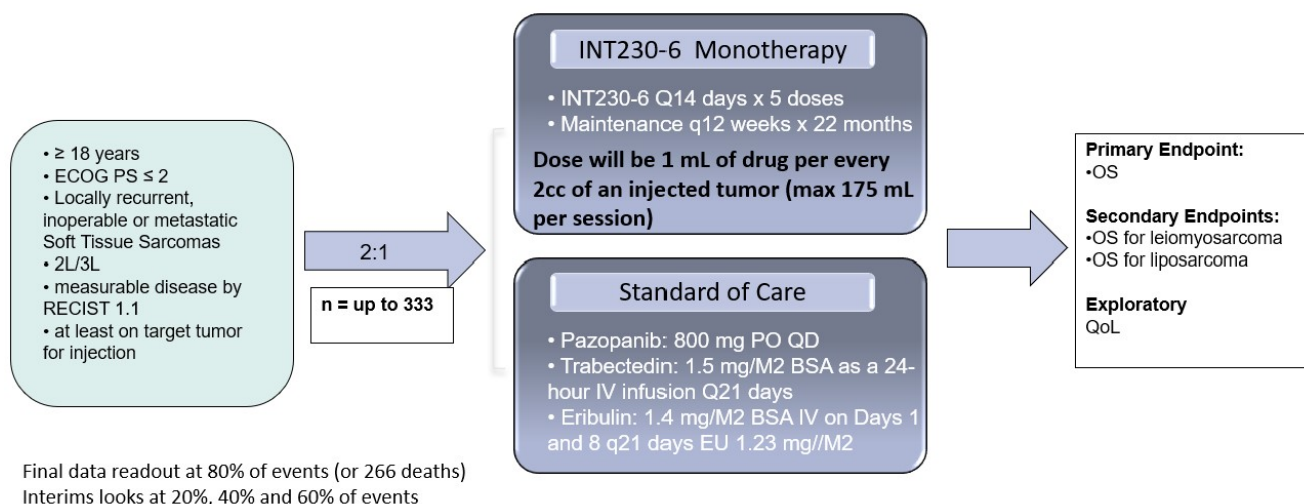 • ≥ 18 years
• ECOG PS ≤ 2
• Locally recurrent,
inoperable or metastatic
Soft Tissue Sarcomas
• 2L/3L
• measurable disease by
RECIST 1.1
• at least on target tumor
for injection
2:1
n = up to 333
INT230-6 Monotherapy
• INT230-6 Q14 days x 5 doses
• Maintenance q12 weeks x 22 months
Dose will be 1 mL of drug per every
2cc of an injected tumor (max 175 mL
per session)
Standard of Care
• Pazopanib: 800 mg PO QD
• Trabectedin: 1.5 mg/M2 BSA as a 24-
hour IV infusion Q21 days
• Eribulin: 1.4 mg/M2 BSA IV on Days 1
and 8 q21 days EU 1.23 mg//M2
Primary Endpoint:
•OS
Secondary Endpoints:
•OS for leiomyosarcoma
•OS for liposarcoma
Exploratory
QoL
Final data readout at 80% of events (or 266 deaths)
Interims looks at 20%, 40% and 60% of events